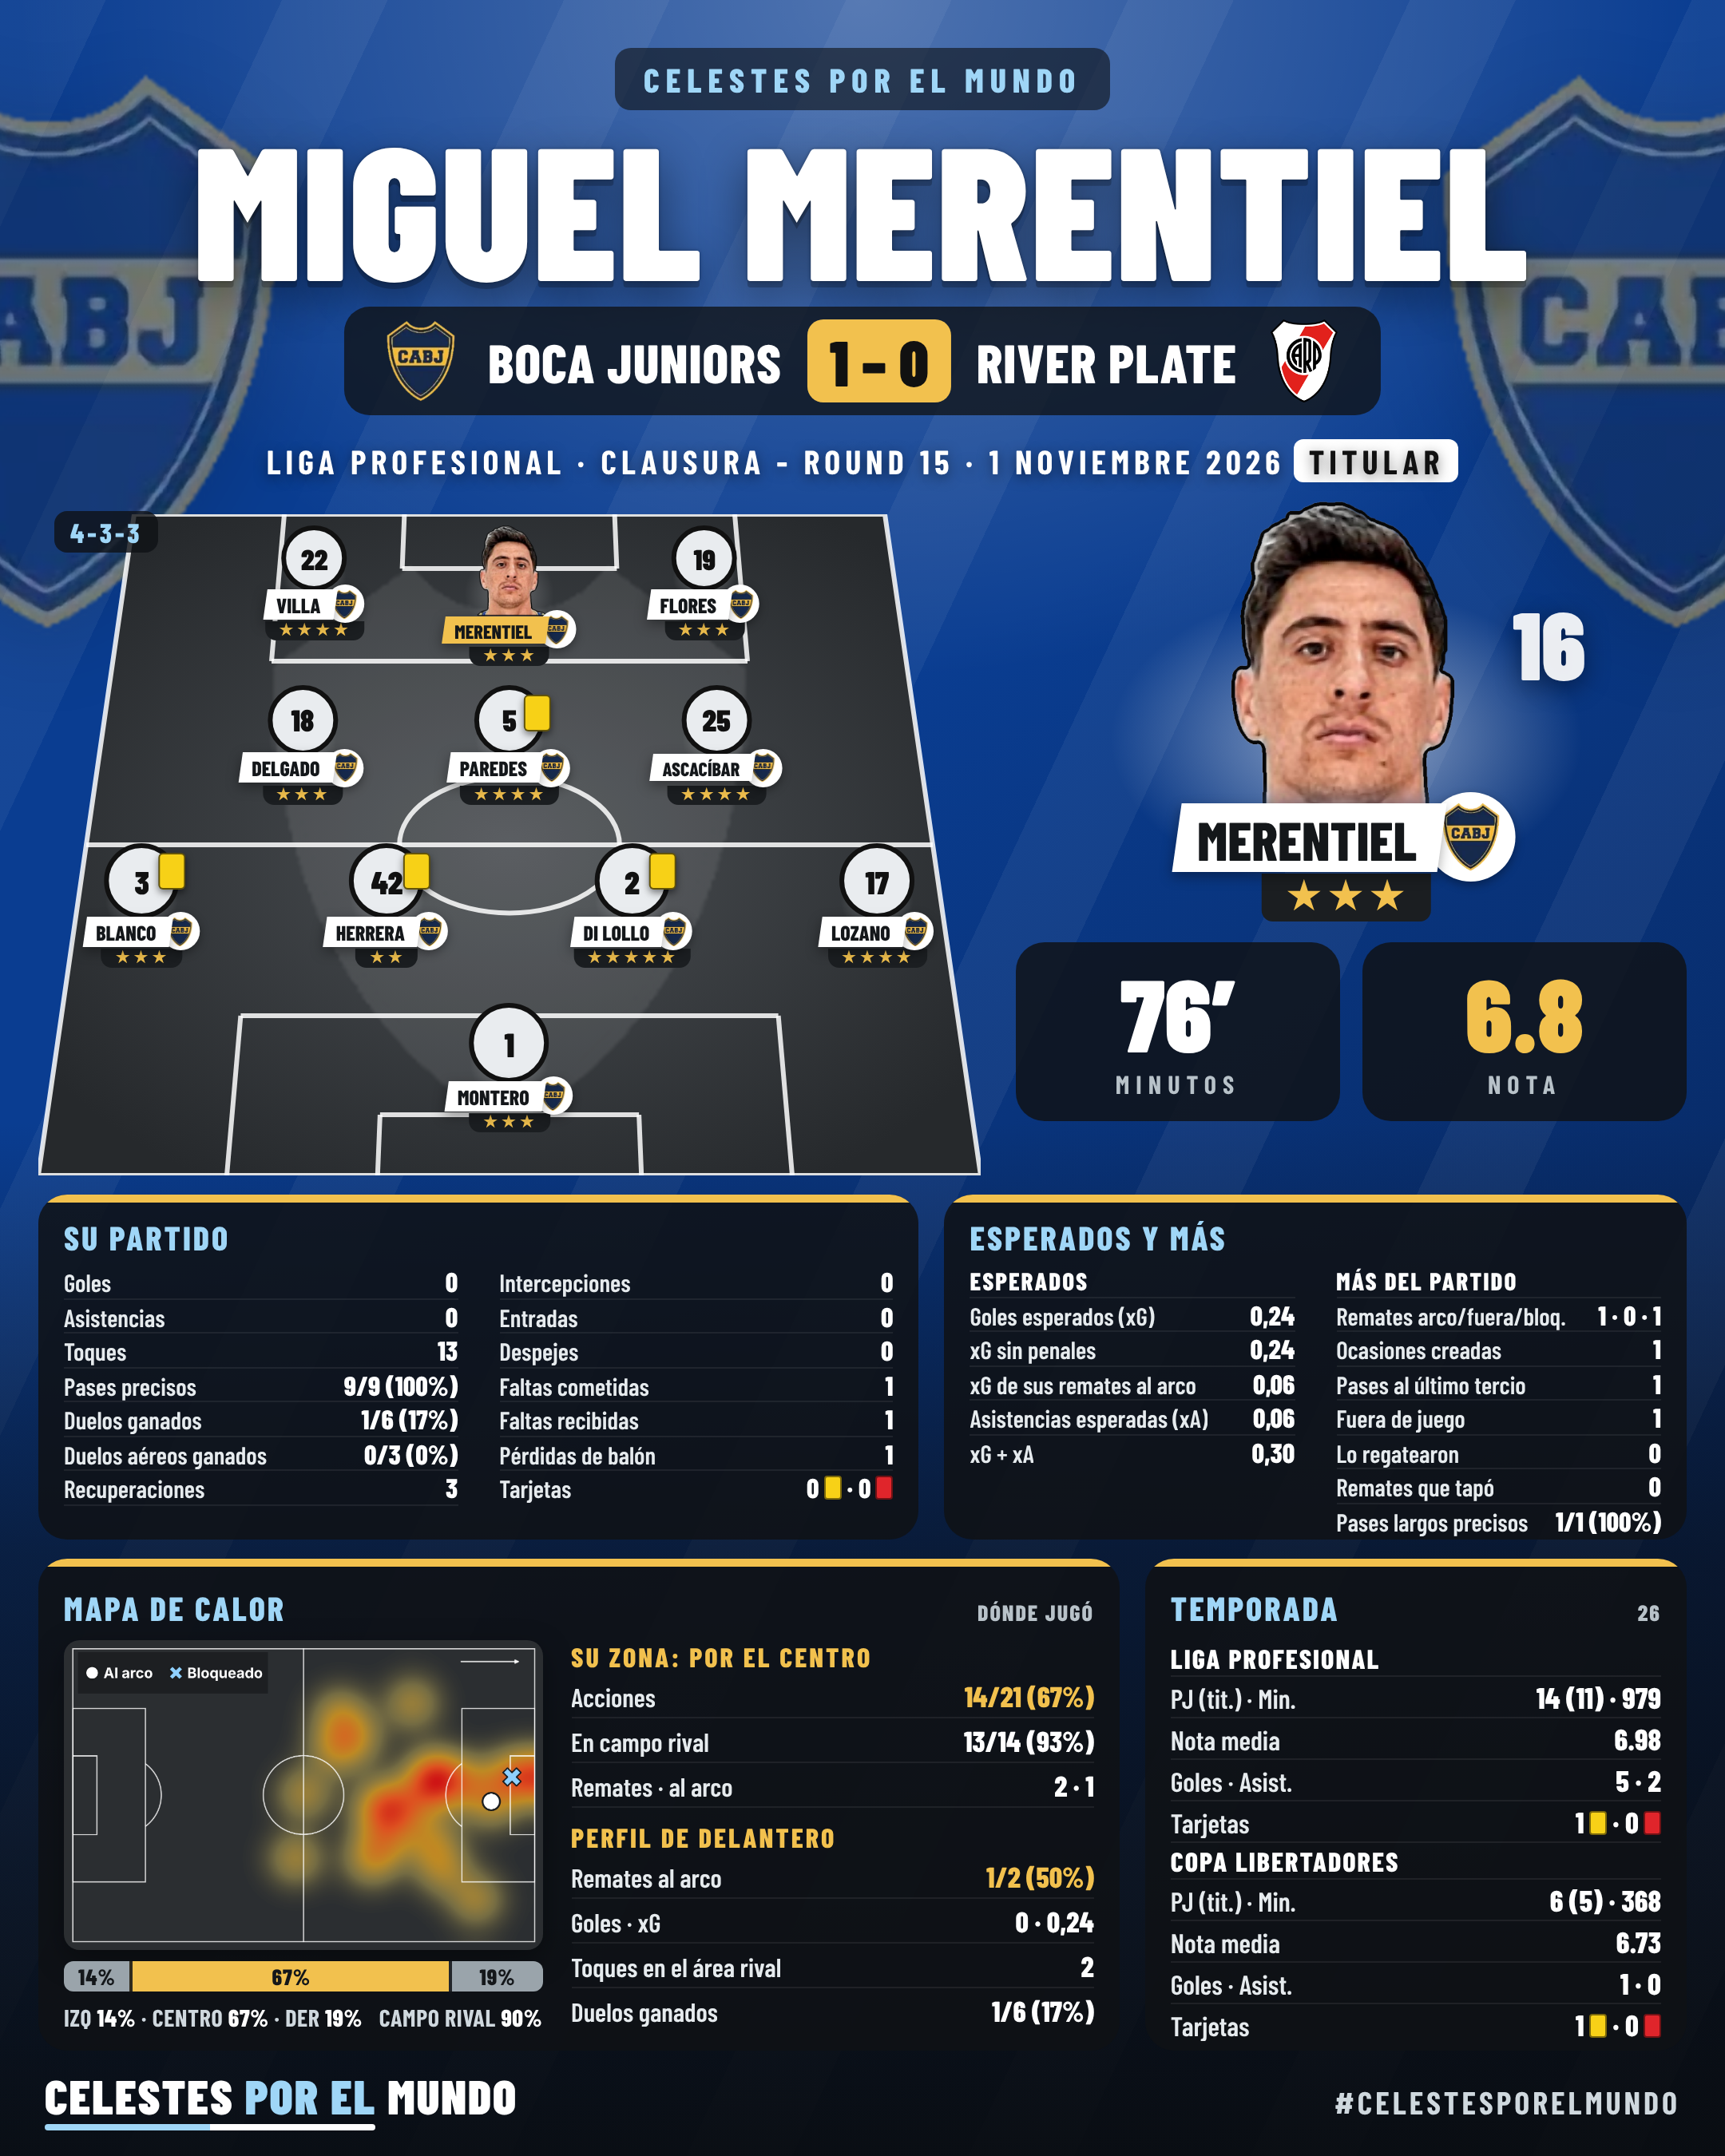 CELESTES POR EL MUNDO
MIGUEL MERENTIEL
CABJ BOCA JUNIORS 1 - 0 RIVER PLATE CARP
LIGA PROFESIONAL · CLAUSURA - ROUND 15 · 1 NOVIEMBRE 2026 TITULAR
4-3-3
22 19
VILLA FLORES
★★★★ ★★★
MERENTIEL
★★★
18 5 25
DELGADO PAREDES ASCACÍBAR
★★★ ★★★★ ★★★★
3 42 2 17
BLANCO HERRERA DI LOLLO LOZANO
★★★ ★★ ★★★★★ ★★★★
1
MONTERO
★★★
16
MERENTIEL CABJ
★★★
76’ 6.8
MINUTOS NOTA
SU PARTIDO
Goles 0
Asistencias 0
Toques 13
Pases precisos 9/9 (100%)
Duelos ganados 1/6 (17%)
Duelos aéreos ganados 0/3 (0%)
Recuperaciones 3
Intercepciones 0
Entradas 0
Despejes 0
Faltas cometidas 1
Faltas recibidas 1
Pérdidas de balón 1
Tarjetas 0 · 0
ESPERADOS Y MÁS
ESPERADOS
Goles esperados (xG) 0,24
xG sin penales 0,24
xG de sus remates al arco 0,06
Asistencias esperadas (xA) 0,06
xG + xA 0,30
MÁS DEL PARTIDO
Remates arco/fuera/bloq. 1 · 0 · 1
Ocasiones creadas 1
Pases al último tercio 1
Fuera de juego 1
Lo regatearon 0
Remates que tapó 0
Pases largos precisos 1/1 (100%)
MAPA DE CALOR DÓNDE JUGÓ
Al arco Bloqueado
14% 67% 19%
IZQ 14% · CENTRO 67% · DER 19% CAMPO RIVAL 90%
SU ZONA: POR EL CENTRO
Acciones 14/21 (67%)
En campo rival 13/14 (93%)
Remates · al arco 2 · 1
PERFIL DE DELANTERO
Remates al arco 1/2 (50%)
Goles · xG 0 · 0,24
Toques en el área rival 2
Duelos ganados 1/6 (17%)
TEMPORADA 26
LIGA PROFESIONAL
PJ (tit.) · Min. 14 (11) · 979
Nota media 6.98
Goles · Asist. 5 · 2
Tarjetas 1 · 0
COPA LIBERTADORES
PJ (tit.) · Min. 6 (5) · 368
Nota media 6.73
Goles · Asist. 1 · 0
Tarjetas 1 · 0
CELESTES POR EL MUNDO
#CELESTESPORELMUNDO